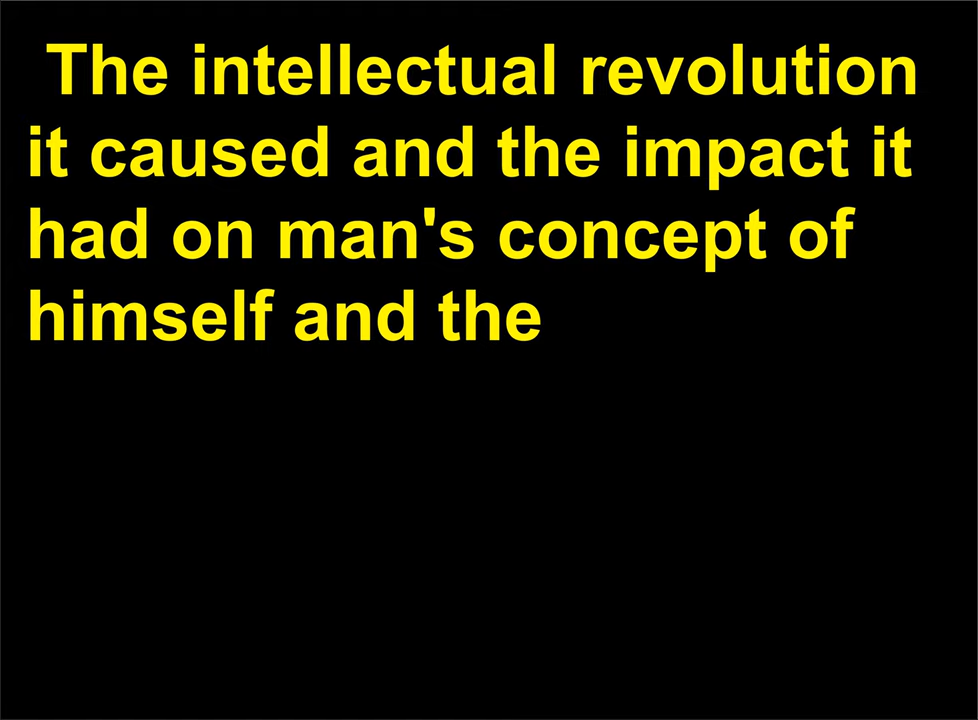 The intellectual revolution
it caused and the impact it
had on man's concept of
himself and the